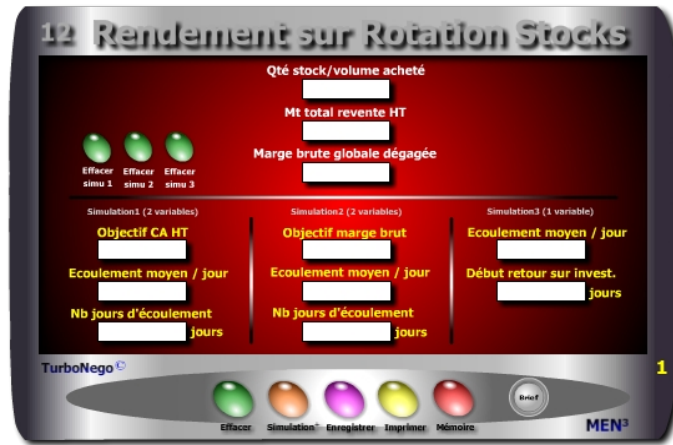 12 Rendement sur Rotation Stocks
Qté stock/volume acheté
Mt total revente HT
Marge brute globale dégagée
Effacer simu 1
Effacer simu 2
Effacer simu 3
Simulation1 (2 variables)
Objectif CA HT
Ecoulement moyen / jour
Nb jours d'écoulement
jours
Simulation2 (2 variables)
Objectif marge brut
Ecoulement moyen / jour
Nb jours d'écoulement
jours
Simulation3 (1 variable)
Ecoulement moyen / jour
Début retour sur invest.
jours
TurboNego©
1
Effacer
Simulation+
Enregistrer
Imprimer
Mémoire
Brief
MEN³